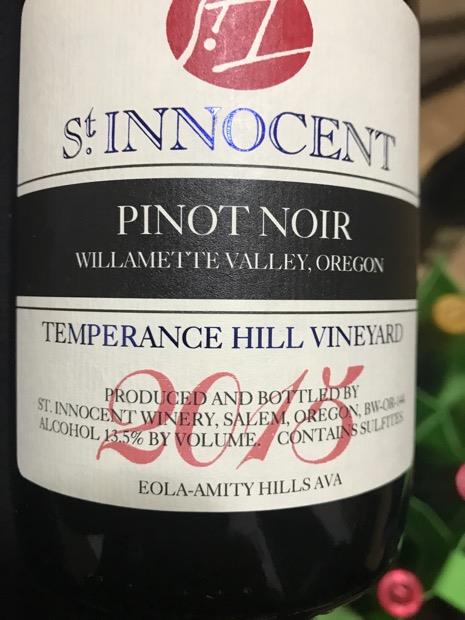 St. INNOCENT
PINOT NOIR
WILLAMETTE VALLEY, OREGON
TEMPERANCE HILL VINEYARD
2015
PRODUCED AND BOTTLED BY
ST. INNOCENT WINERY, SALEM, OREGON, BW-OR-144
ALCOHOL 13.5% BY VOLUME. CONTAINS SULFITES.
EOLA-AMITY HILLS AVA